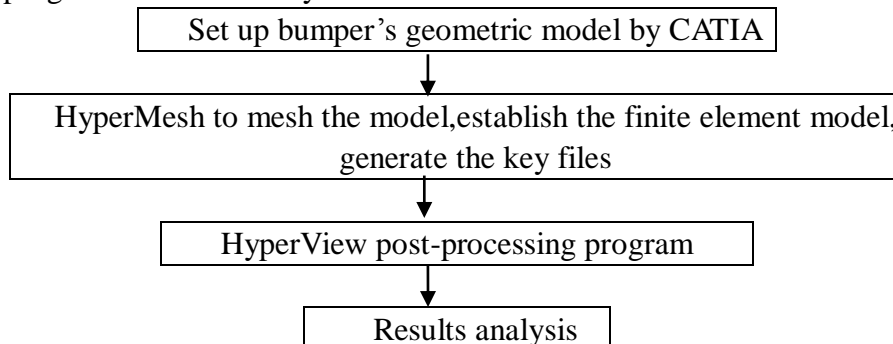 Set up bumper's geometric model by CATIA
HyperMesh to mesh the model,establish the finite element model,
generate the key files
HyperView post-processing program
Results analysis